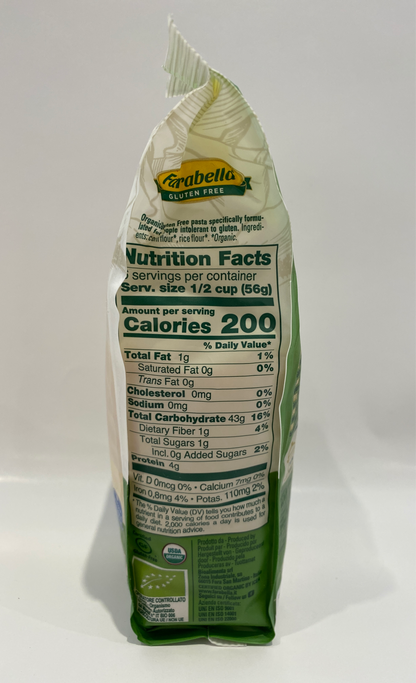 Farabella
GLUTEN FREE
Organic Free pasta specifically formu-
lated people intolerant to gluten. Ingredi-
ents: flour*, rice flour*. *Organic.
Nutrition Facts
servings per container
Serv. size 1/2 cup (56g)
Amount per serving
Calories 200
% Daily Value*
Total Fat 1g 1%
Saturated Fat 0g 0%
Trans Fat 0g
Cholesterol 0mg 0%
Sodium 0mg 0%
Total Carbohydrate 43g 16%
Dietary Fiber 1g 4%
Total Sugars 1g
Incl. 0g Added Sugars 2%
Protein 4g
Vit. D 0mcg 0% • Calcium 7mg 0%
Iron 0,8mg 4% • Potas. 110mg 2%
*The % Daily Value (DV) tells you how much a
nutrient in a serving of food contributes to a
daily diet. 2,000 calories a day is used for
general nutrition advice.
USDA
ORGANIC
Prodotto da - Produced by
CONTROLLATO